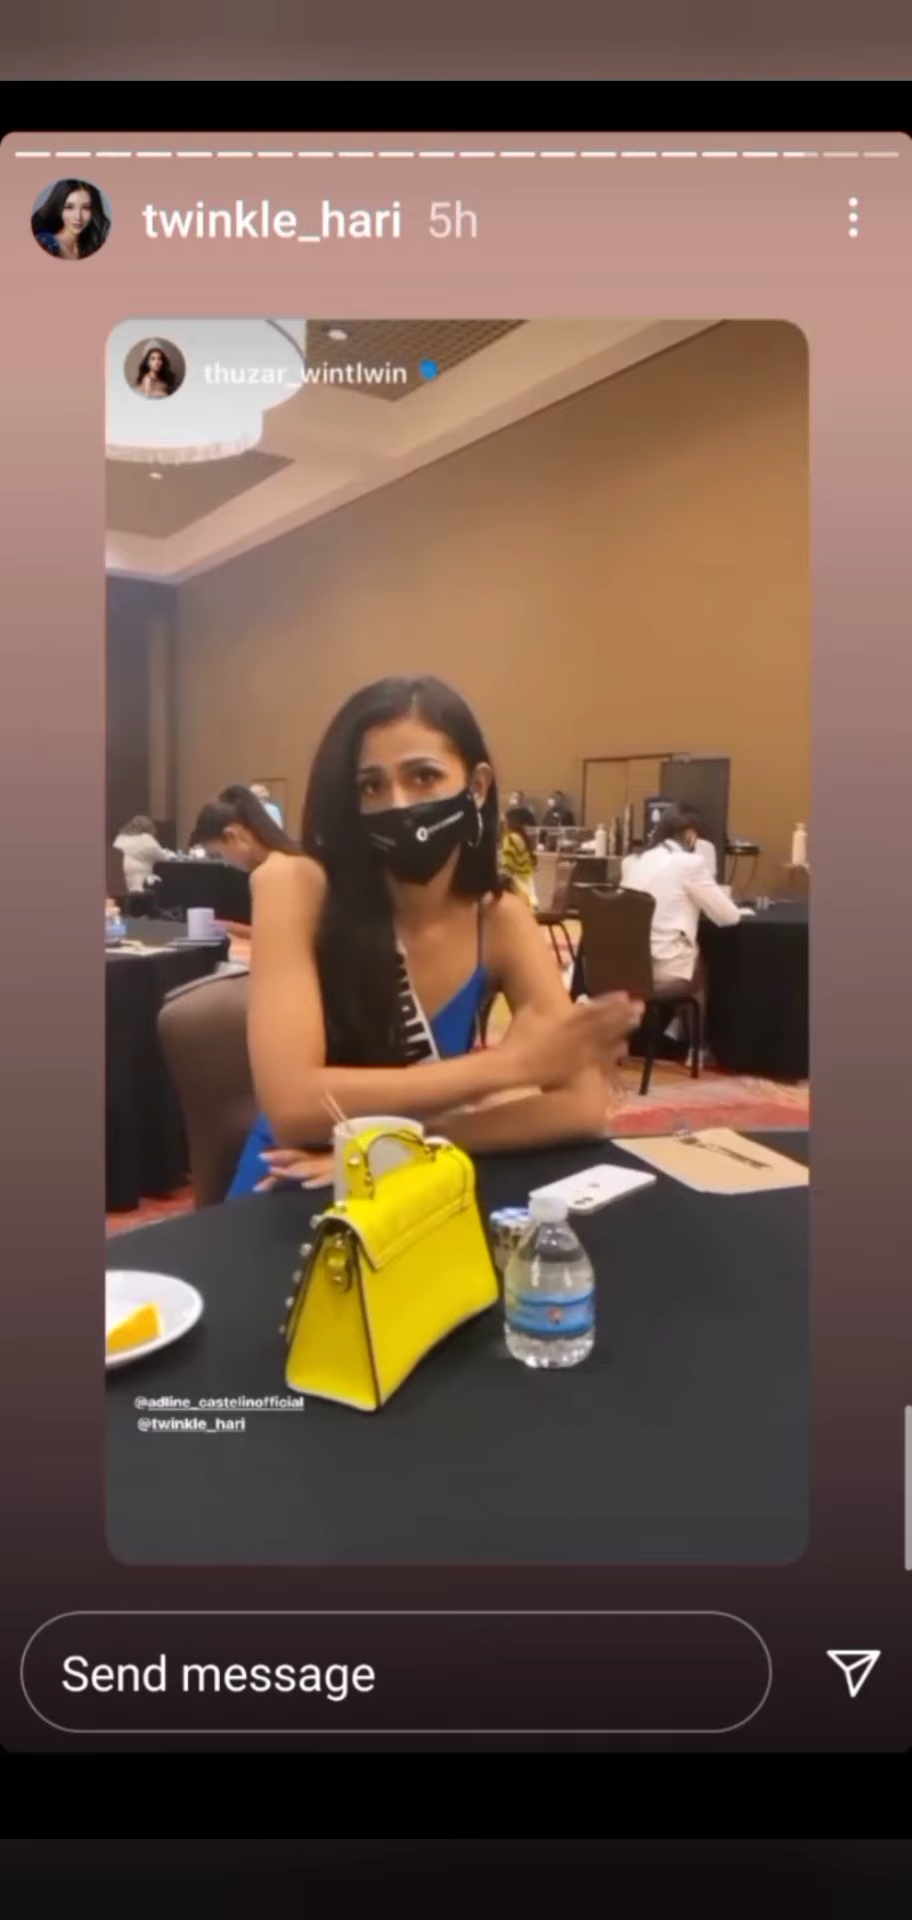 twinkle_hari 5h
thuzar_wintlwin
@adline_castelinofficial
@twinkle_hari
Send message